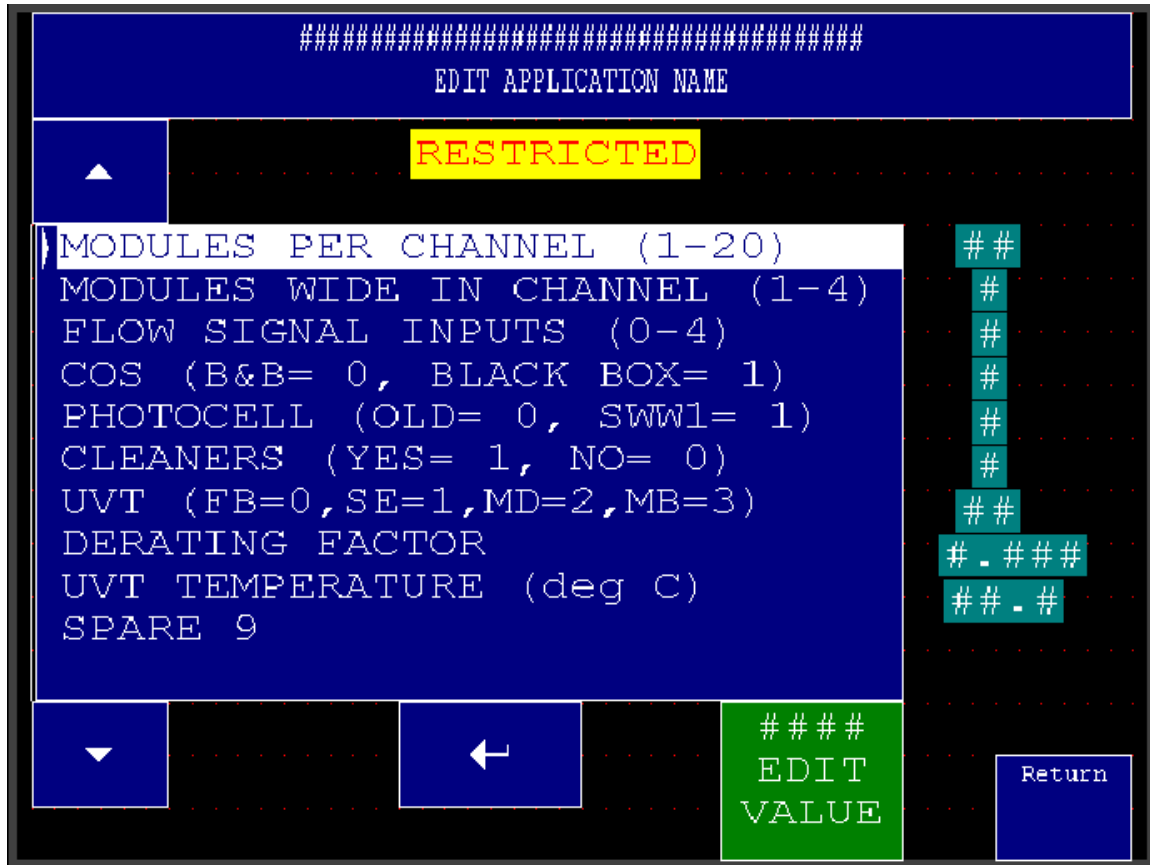 #######################################
EDIT APPLICATION NAME
RESTRICTED
MODULES PER CHANNEL (1-20) ##
MODULES WIDE IN CHANNEL (1-4) #
FLOW SIGNAL INPUTS (0-4) #
COS (B&B= 0, BLACK BOX= 1) #
PHOTOCELL (OLD= 0, SWW1= 1) #
CLEANERS (YES= 1, NO= 0) #
UVT (FB=0,SE=1,MD=2,MB=3) ##
DERATING FACTOR #.###
UVT TEMPERATURE (deg C) ##.#
SPARE 9
####
EDIT
VALUE
Return